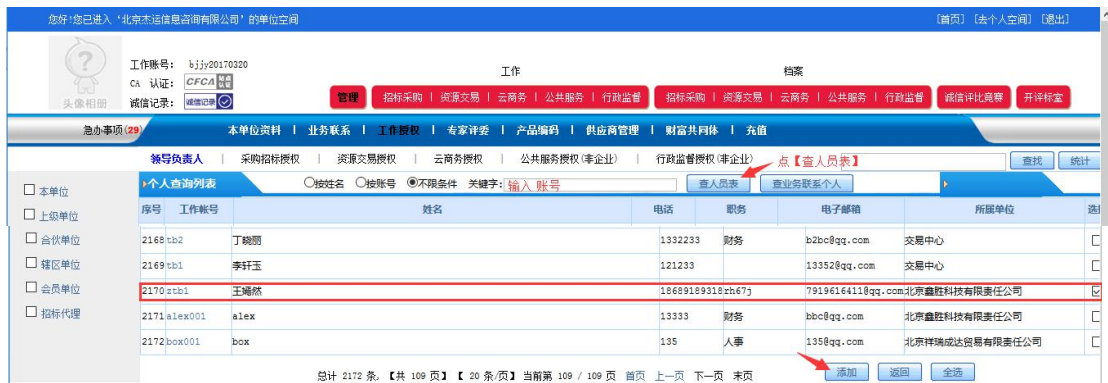 您好!您已进入‘北京杰运信息咨询有限公司’的单位空间 [首页] [去个人空间] [退出]
工作账号： bjjy20170320
CA 认证： CFCA 站点认证
诚信记录： 诚信记录
头像相册
工作 档案
管理 招标采购 | 资源交易 | 云商务 | 公共服务 | 行政监督 招标采购 | 资源交易 | 云商务 | 公共服务 | 行政监督 诚信评比竞赛 开评标室
急办事项(29) 本单位资料 | 业务联系 | 工作授权 | 专家评委 | 产品编码 | 供应商管理 | 财富共同体 | 充值
领导负责人 | 采购招标授权 | 资源交易授权 | 云商务授权 | 公共服务授权(非企业) | 行政监督授权(非企业) 点【查人员表】 查找 统计
个人查询列表 按姓名 按账号 不限条件 关键字: 输入 账号 查人员表 查业务联系个人
本单位
上级单位
合伙单位
辖区单位
会员单位
招标代理
序号 工作帐号 姓名 电话 职务 电子邮箱 所属单位 选
2168 tb2 丁晓丽 1332233 财务 b2bc@qq.com 交易中心
2169 tb1 李轩玉 121233 13352@qq.com 交易中心
2170 ztb1 王曦然 18689189318 rh67j 7919616411@qq.com 北京鑫胜科技有限责任公司
2171 alex001 alex 13333 财务 bbc@qq.com 北京鑫胜科技有限责任公司
2172 box001 box 135 人事 135@qq.com 北京祥瑞成达贸易有限责任公司
添加 返回 全选
总计 2172 条, 【共 109 页】 【 20 条/页】 当前第 109 / 109 页 首页 上一页 下一页 末页